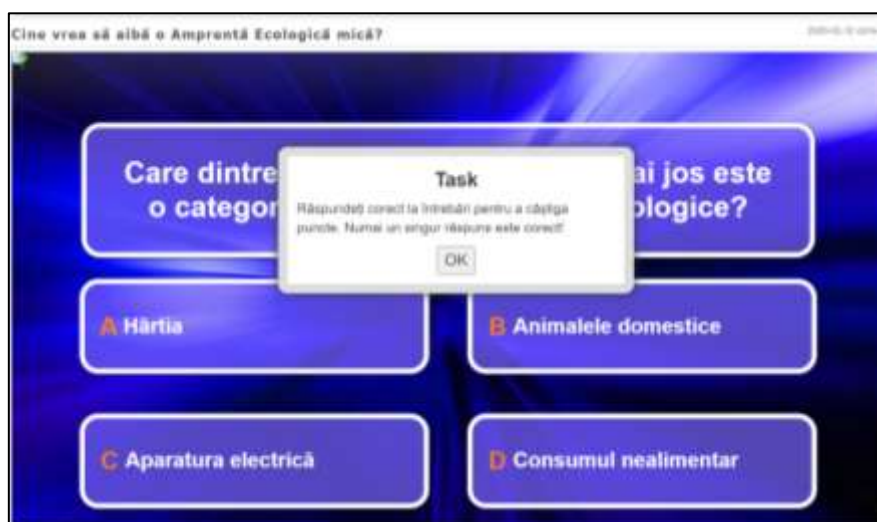 Cine vrea să aibă o Amprentă Ecologică mică?
Care dintre ai jos este
o categor ologice?
Task
Răspundeți corect la întrebări pentru a câștiga
puncte. Numai un singur răspuns este corect!
OK
A Hârtia
B Animalele domestice
C Aparatura electrică
D Consumul nealimentar